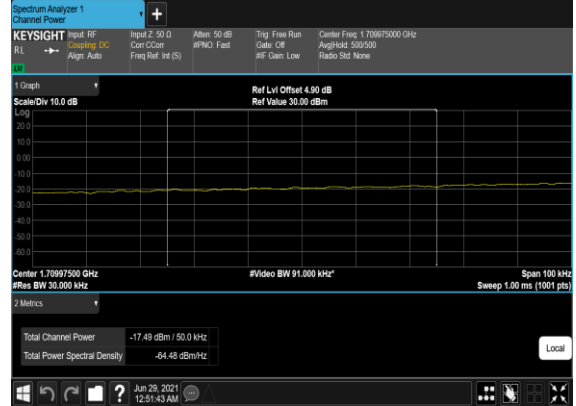 Spectrum Analyzer 1
Channel Power
+
KEYSIGHT Input: RF Input Z: 50 Ω Atten: 50 dB Trig: Free Run Center Freq: 1.709975000 GHz
RL Coupling: DC Corr CCorr #PNO: Fast Gate: Off Avg|Hold: 500/500
Align: Auto Freq Ref: Int (S) #IF Gain: Low Radio Std: None
1 Graph
Ref Lvl Offset 4.90 dB
Scale/Div 10.0 dB Ref Value 30.00 dBm
Log
20.0
10.0
0.00
-10.0
-20.0
-30.0
-40.0
-50.0
-60.0
Center 1.70997500 GHz #Video BW 91.000 kHz* Span 100 kHz
#Res BW 30.000 kHz Sweep 1.00 ms (1001 pts)
2 Metrics
Total Channel Power -17.49 dBm / 50.0 kHz
Total Power Spectral Density -64.48 dBm/Hz
Local
? Jun 29, 2021
12:51:43 AM